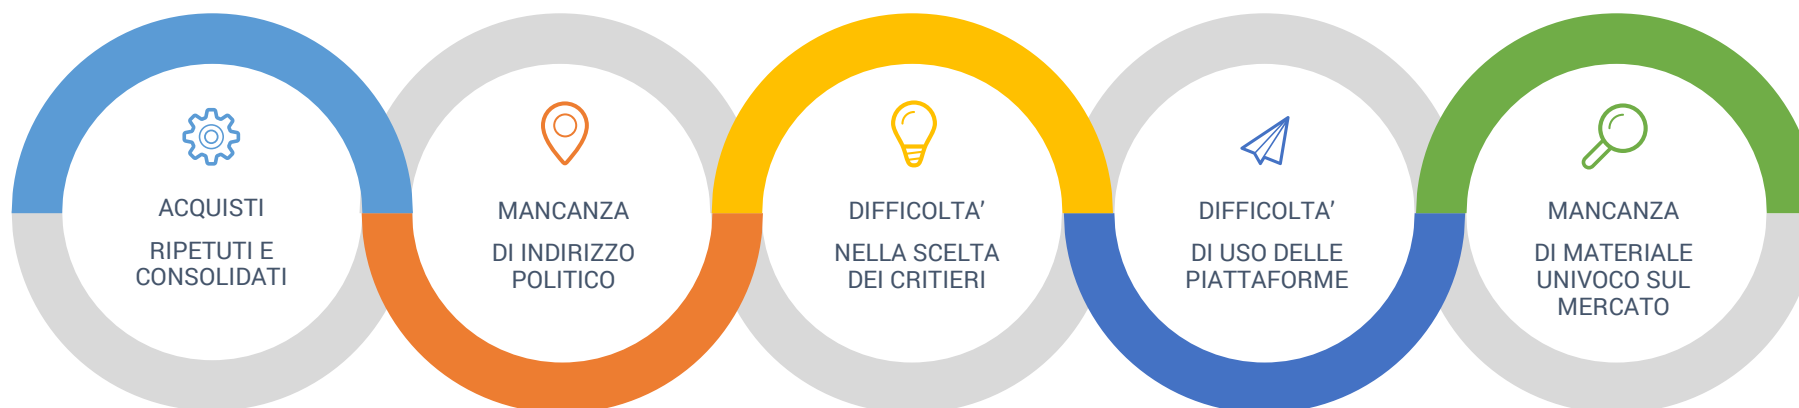 ACQUISTI
RIPETUTI E
CONSOLIDATI
MANCANZA
DI INDIRIZZO
POLITICO
DIFFICOLTA’
NELLA SCELTA
DEI CRITIERI
DIFFICOLTA’
DI USO DELLE
PIATTAFORME
MANCANZA
DI MATERIALE
UNIVOCO SUL
MERCATO